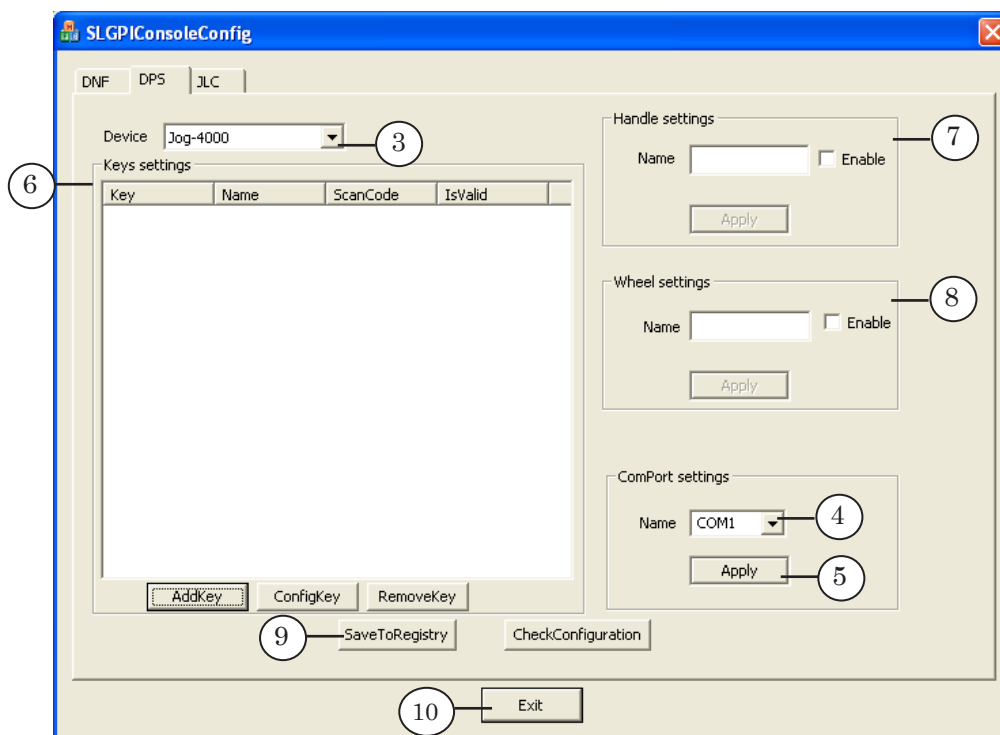 SLGPIConsoleConfig
DNF DPS JLC
Device Jog-4000 3
Keys settings
6
Key Name ScanCode IsValid
AddKey ConfigKey RemoveKey
Handle settings
7
Name Enable
Apply
Wheel settings
8
Name Enable
Apply
ComPort settings
Name COM1 4
Apply 5
9 SaveToRegistry CheckConfiguration
10 Exit